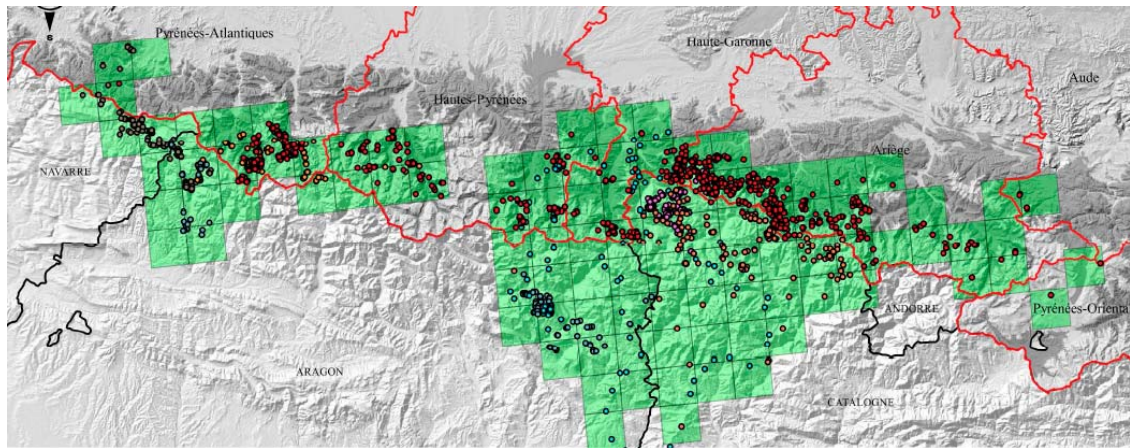 Pyrénées-Atlantiques
Haute-Garonne
Aude
Hautes-Pyrénées
Ariège
NAVARRE
ANDORRE
Pyrénées-Orienta
ARAGON
CATALOGNE